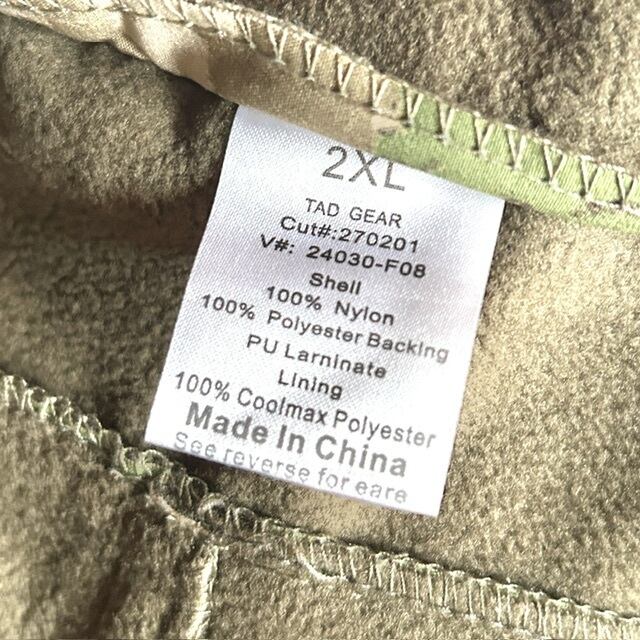 2XL
TAD GEAR
Cut#:270201
V#: 24030-F08
Shell
100% Nylon
100% Polyester Backing
PU Larninate
Lining
100% Coolmax Polyester
Made In China
See reverse for eare